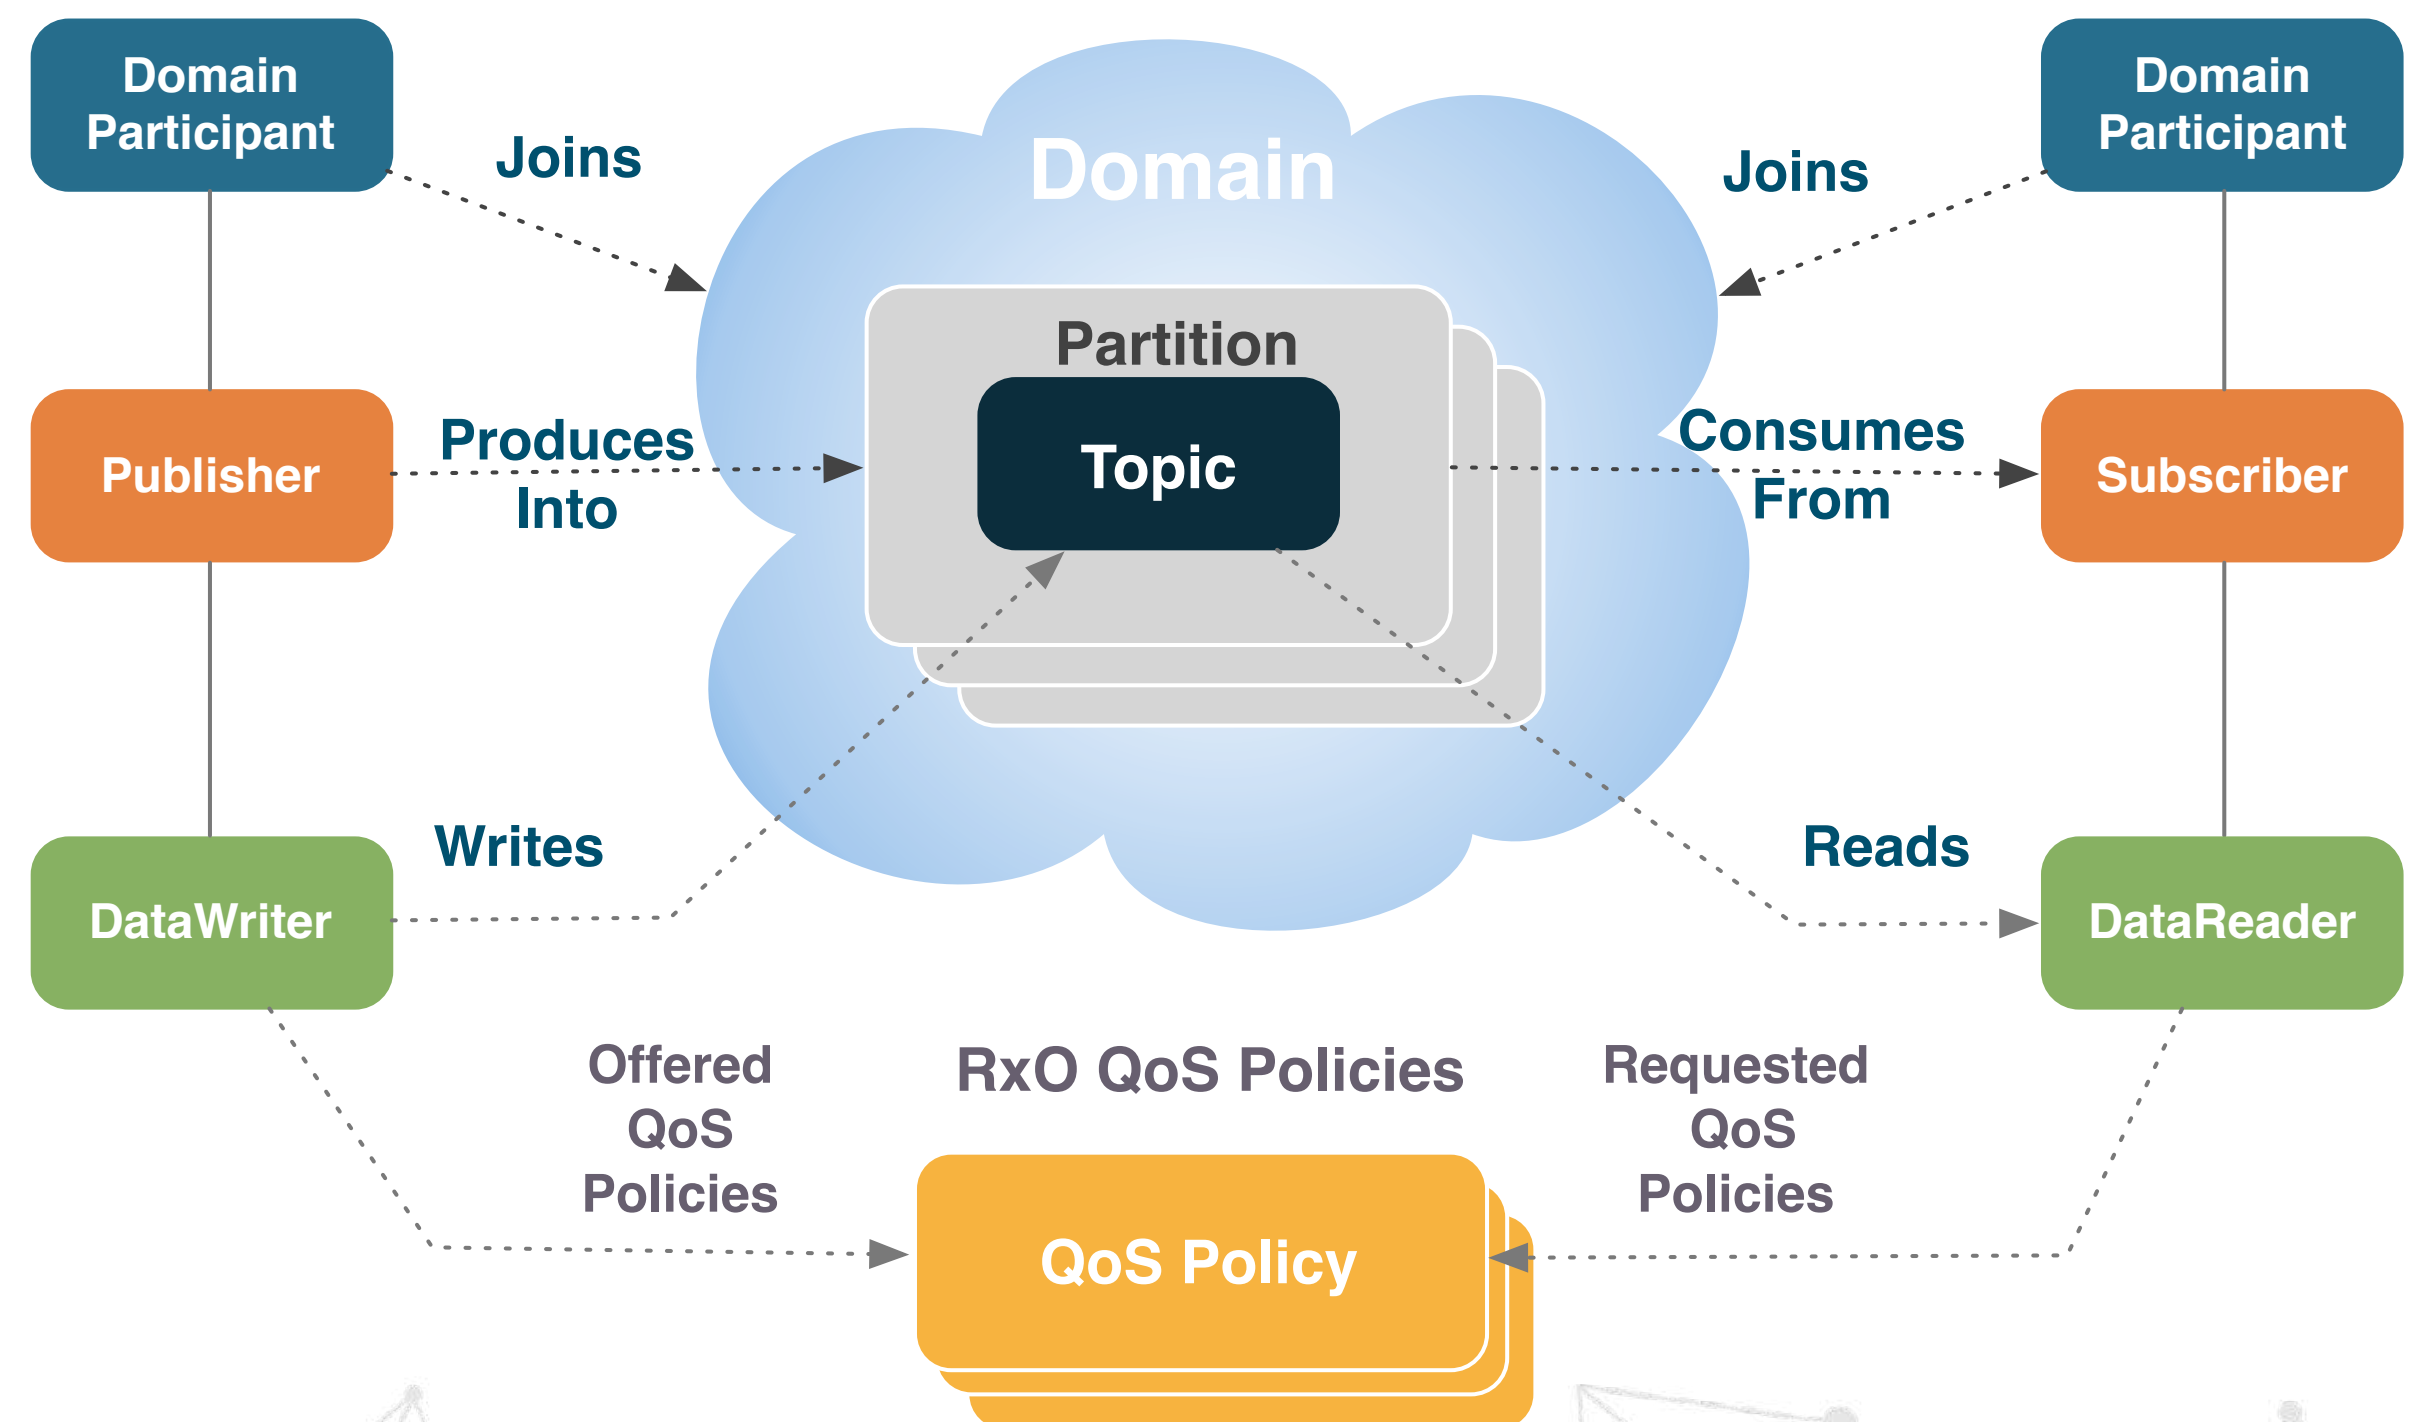 Domain
Participant
Joins
Domain
Joins
Domain
Participant
Partition
Publisher
Produces
Into
Topic
Consumes
From
Subscriber
Writes
Reads
DataWriter
DataReader
Offered
QoS
Policies
RxO QoS Policies
Requested
QoS
Policies
QoS Policy